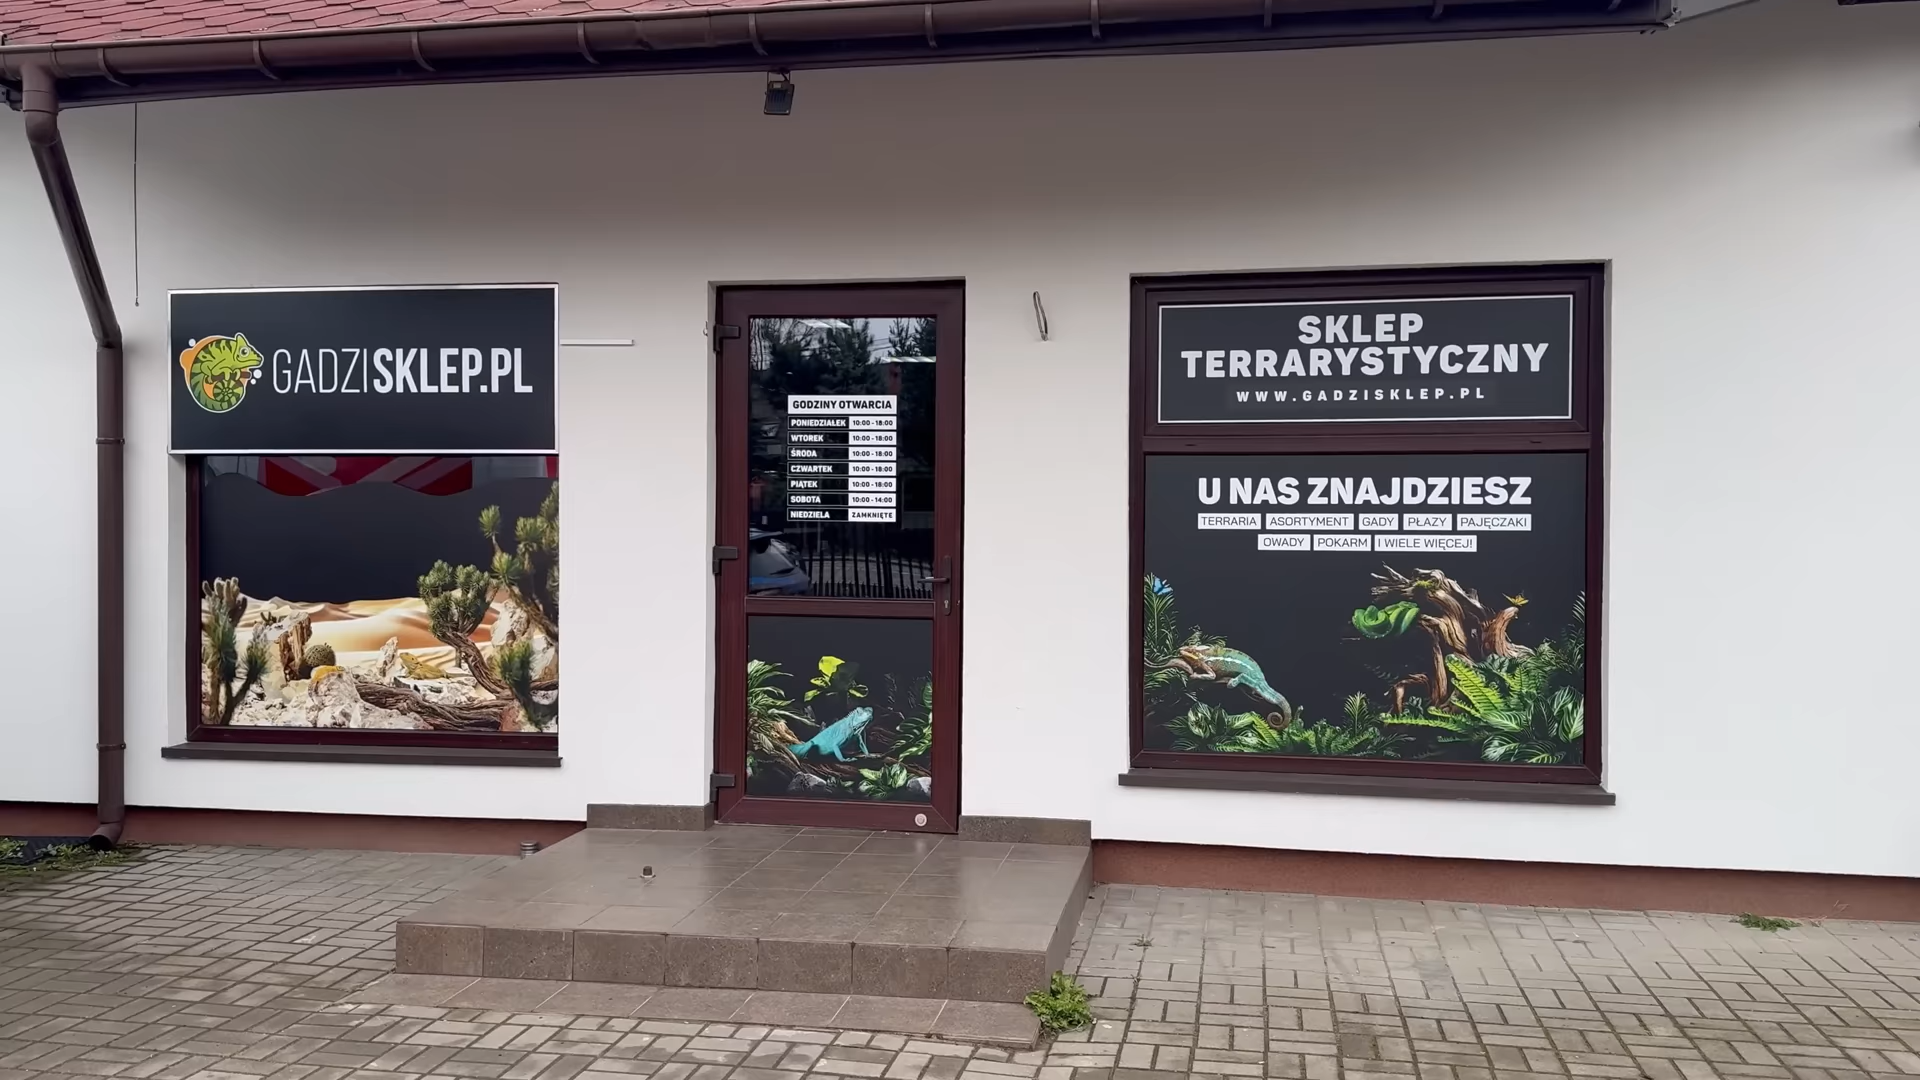 GADZISKLEP.PL
GODZINY OTWARCIA
PONIEDZIAŁEK 10:00 - 18:00
WTOREK 10:00 - 18:00
ŚRODA 10:00 - 18:00
CZWARTEK 10:00 - 18:00
PIĄTEK 10:00 - 18:00
SOBOTA 10:00 - 14:00
NIEDZIELA ZAMKNIĘTE
SKLEP
TERRARYSTYCZNY
WWW.GADZISKLEP.PL
U NAS ZNAJDZIESZ
TERRARIA ASORTYMENT GADY PŁAZY PAJĘCZAKI
OWADY POKARM I WIELE WIĘCEJ!